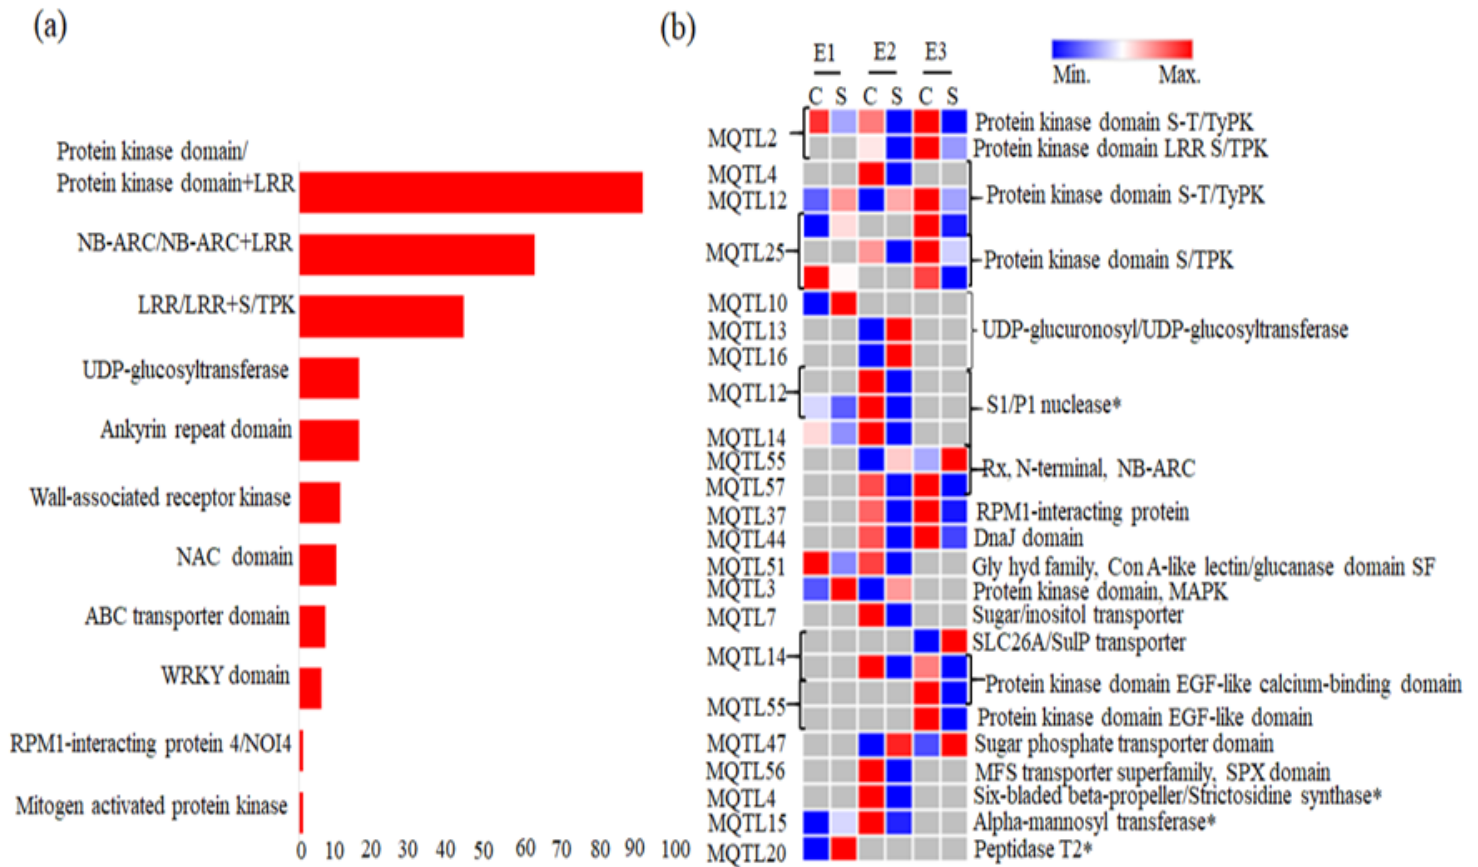 (a)
Protein kinase domain/
Protein kinase domain+LRR
NB-ARC/NB-ARC+LRR
LRR/LRR+S/TPK
UDP-glucosyltransferase
Ankyrin repeat domain
Wall-associated receptor kinase
NAC domain
ABC transporter domain
WRKY domain
RPM1-interacting protein 4/NOI4
Mitogen activated protein kinase
0 10 20 30 40 50 60 70 80 90 100
(b)
E1 E2 E3
Min. Max.
C S C S C S
MQTL2
Protein kinase domain S-T/TyPK
Protein kinase domain LRR S/TPK
MQTL4
MQTL12
Protein kinase domain S-T/TyPK
MQTL25
Protein kinase domain S/TPK
MQTL10
MQTL13
UDP-glucuronosyl/UDP-glucosyltransferase
MQTL16
MQTL12
S1/P1 nuclease*
MQTL14
MQTL55
Rx, N-terminal, NB-ARC
MQTL57
MQTL37 RPM1-interacting protein
MQTL44 DnaJ domain
MQTL51 Gly hyd family, Con A-like lectin/glucanase domain SF
MQTL3 Protein kinase domain, MAPK
MQTL7 Sugar/inositol transporter
SLC26A/SulP transporter
MQTL14
Protein kinase domain EGF-like calcium-binding domain
MQTL55
Protein kinase domain EGF-like domain
MQTL47 Sugar phosphate transporter domain
MQTL56 MFS transporter superfamily, SPX domain
MQTL4 Six-bladed beta-propeller/Strictosidine synthase*
MQTL15 Alpha-mannosyl transferase*
MQTL20 Peptidase T2*